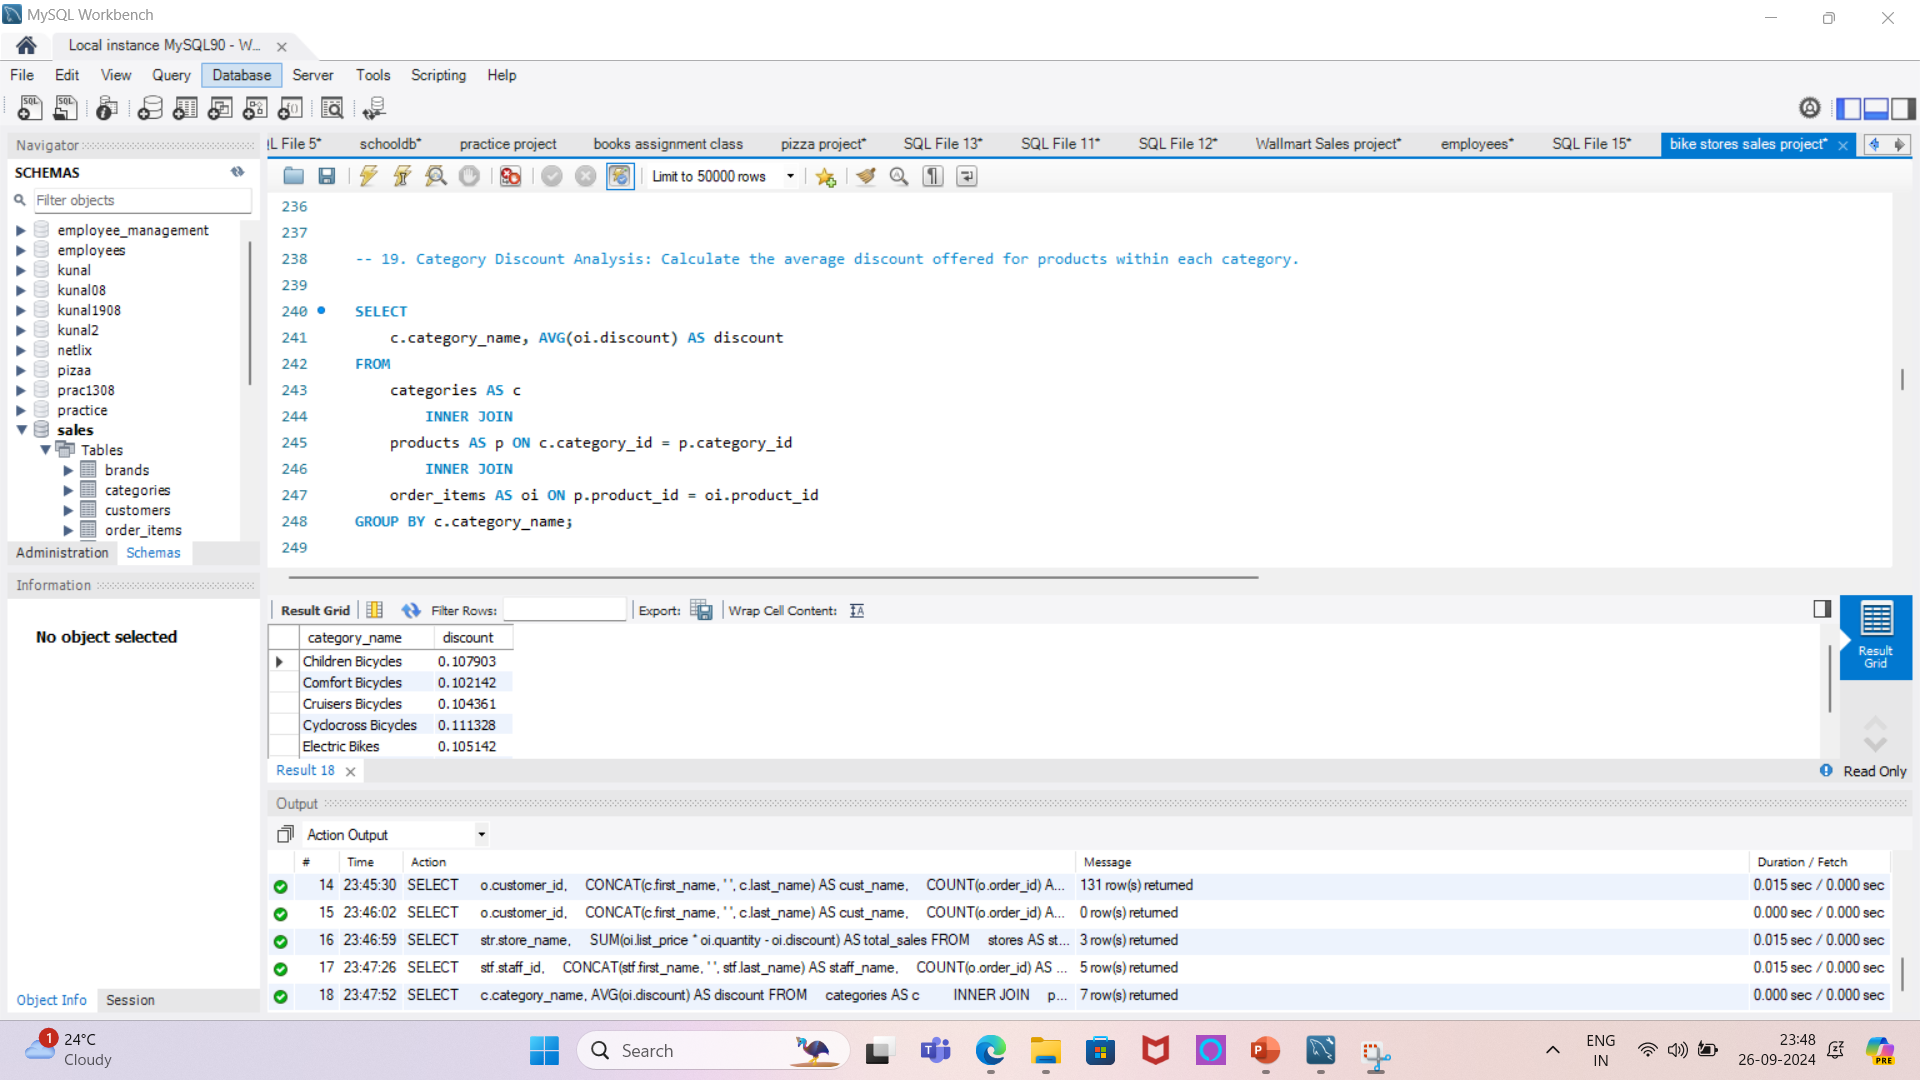 MySQL Workbench
Local instance MySQL90 - W...
File Edit View Query Database Server Tools Scripting Help
Navigator
L File 5* schooldb* practice project books assignment class pizza project* SQL File 13* SQL File 11* SQL File 12* Wallmart Sales project* employees* SQL File 15* bike stores sales project*
SCHEMAS
Limit to 50000 rows
Filter objects
employee_management
employees
kunal
kunal08
kunal1908
kunal2
netlix
pizaa
prac1308
practice
sales
Tables
brands
categories
customers
order_items
Administration Schemas
Information
No object selected
Object Info Session
236
237
238 -- 19. Category Discount Analysis: Calculate the average discount offered for products within each category.
239
240 SELECT
241 c.category_name, AVG(oi.discount) AS discount
242 FROM
243 categories AS c
244 INNER JOIN
245 products AS p ON c.category_id = p.category_id
246 INNER JOIN
247 order_items AS oi ON p.product_id = oi.product_id
248 GROUP BY c.category_name;
249
Result Grid Filter Rows: Export: Wrap Cell Content:
category_name discount
Children Bicycles 0.107903
Comfort Bicycles 0.102142
Cruisers Bicycles 0.104361
Cyclocross Bicycles 0.111328
Electric Bikes 0.105142
Result Grid
Result 18
Read Only
Output
Action Output
# Time Action Message Duration / Fetch
14 23:45:30 SELECT o.customer_id, CONCAT(c.first_name, ' ', c.last_name) AS cust_name, COUNT(o.order_id) A... 131 row(s) returned 0.015 sec / 0.000 sec
15 23:46:02 SELECT o.customer_id, CONCAT(c.first_name, ' ', c.last_name) AS cust_name, COUNT(o.order_id) A... 0 row(s) returned 0.000 sec / 0.000 sec
16 23:46:59 SELECT str.store_name, SUM(oi.list_price * oi.quantity - oi.discount) AS total_sales FROM stores AS st... 3 row(s) returned 0.015 sec / 0.000 sec
17 23:47:26 SELECT stf.staff_id, CONCAT(stf.first_name, ' ', stf.last_name) AS staff_name, COUNT(o.order_id) AS ... 5 row(s) returned 0.015 sec / 0.000 sec
18 23:47:52 SELECT c.category_name, AVG(oi.discount) AS discount FROM categories AS c INNER JOIN p... 7 row(s) returned 0.000 sec / 0.000 sec
1
24°C
Cloudy
Search
ENG
IN
23:48
26-09-2024
PRE